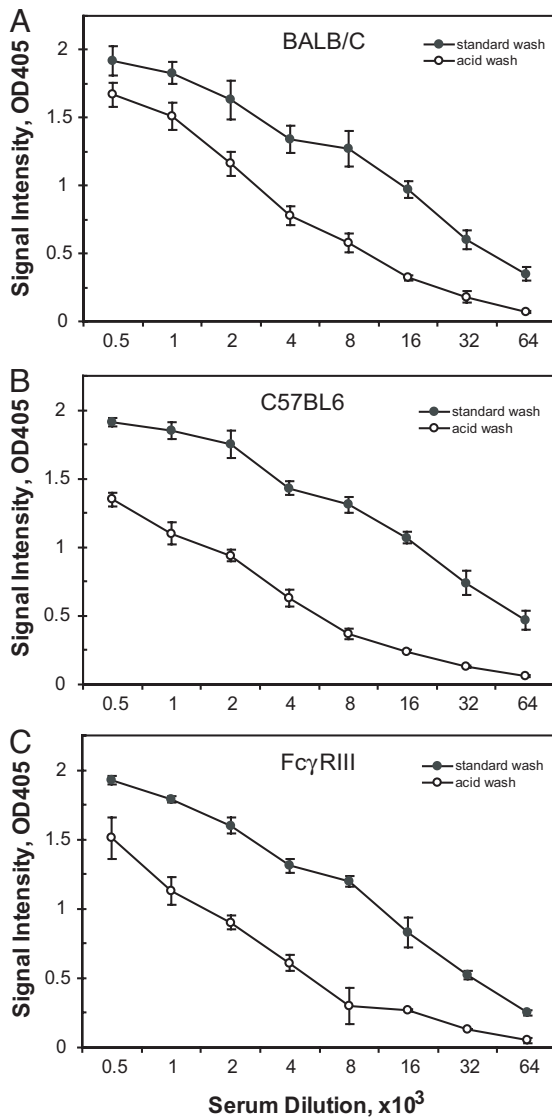 A
BALB/C
standard wash
acid wash
Signal Intensity, OD405
2
1.5
1
0.5
0
0.5 1 2 4 8 16 32 64
B
C57BL6
standard wash
acid wash
Signal Intensity, OD405
2
1.5
1
0.5
0
0.5 1 2 4 8 16 32 64
C
FcγRIII
standard wash
acid wash
Signal Intensity, OD405
2
1.5
1
0.5
0
0.5 1 2 4 8 16 32 64
Serum Dilution, x10³